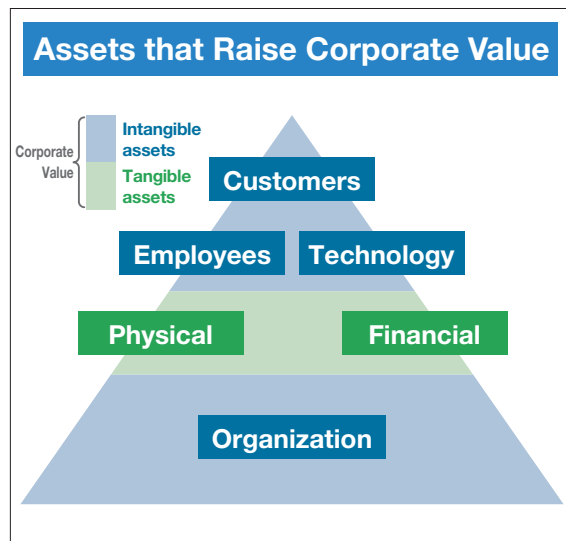 Assets that Raise Corporate Value
Corporate
Value
Intangible
assets
Tangible
assets
Customers
Employees
Technology
Physical
Financial
Organization